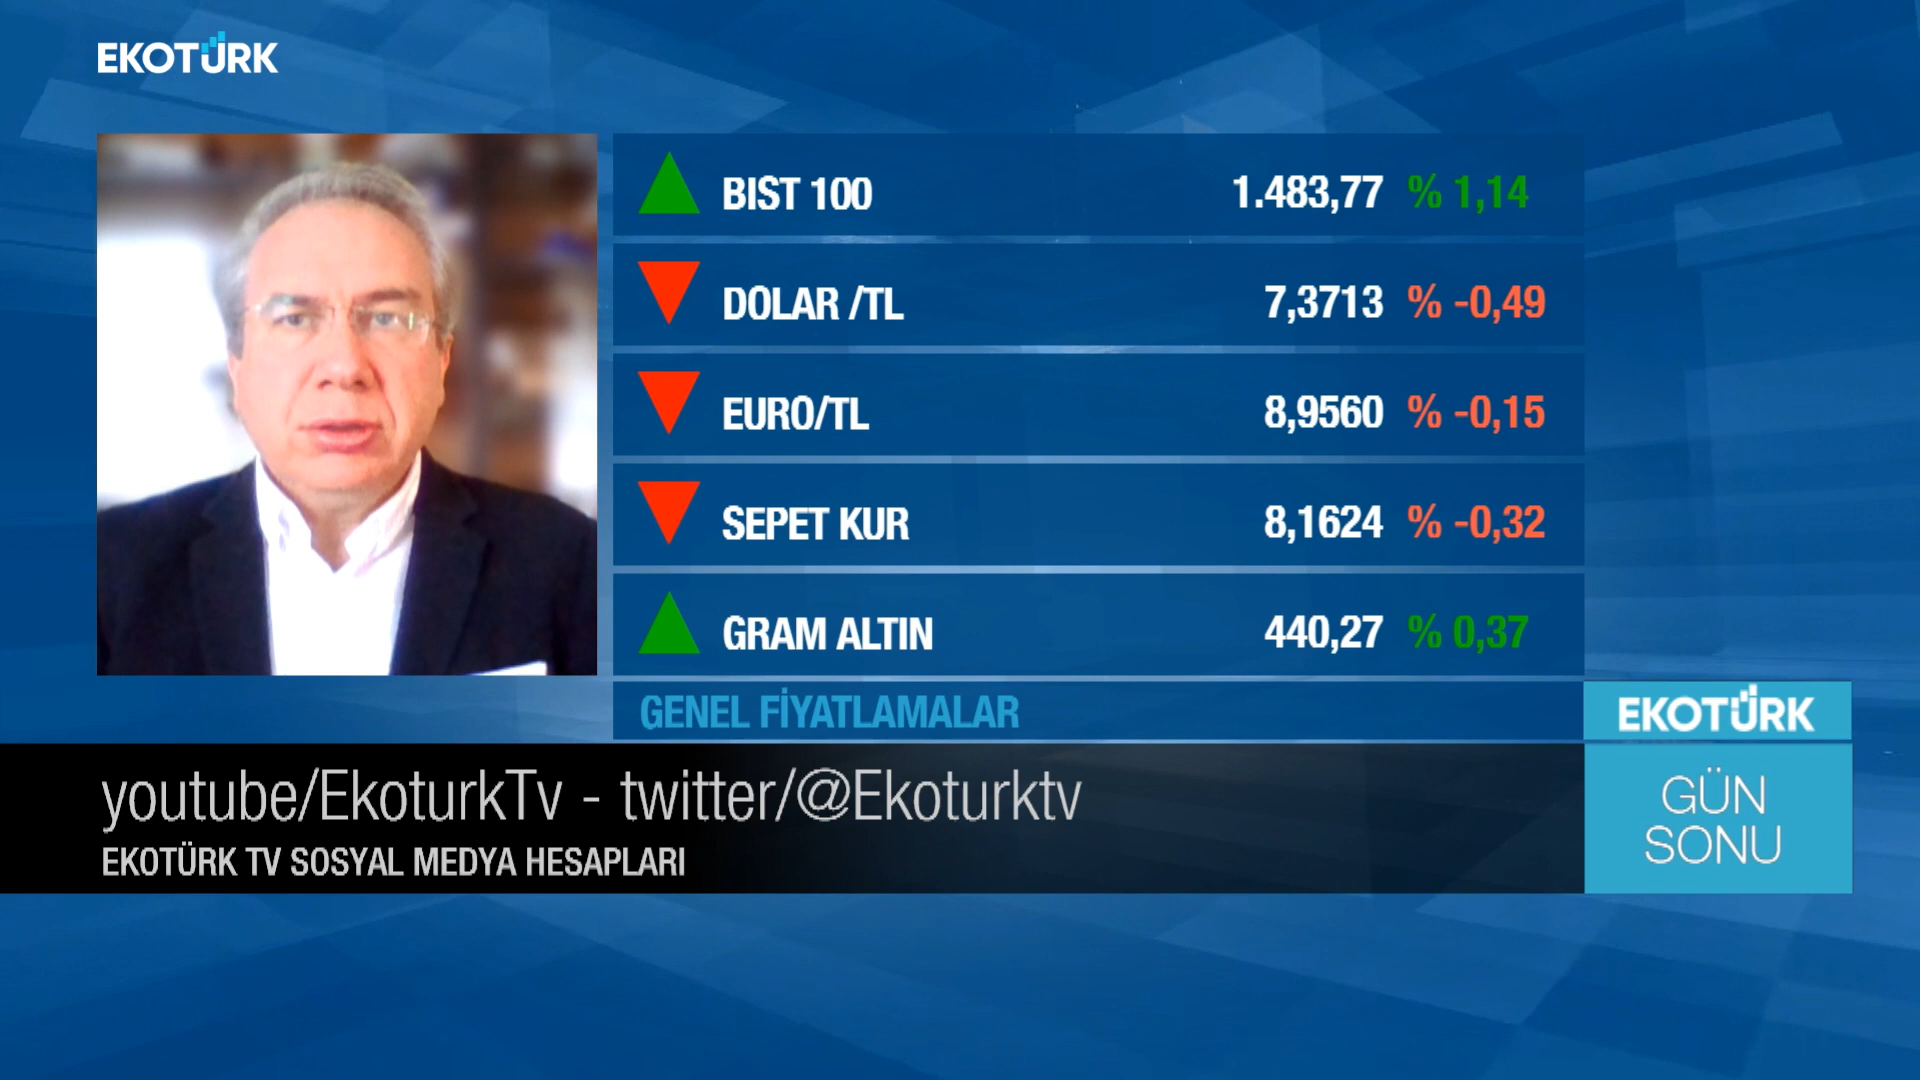 EKOTÜRK
BIST 100 1.483,77 % 1,14
DOLAR /TL 7,3713 % -0,49
EURO/TL 8,9560 % -0,15
SEPET KUR 8,1624 % -0,32
GRAM ALTIN 440,27 % 0,37
GENEL FİYATLAMALAR
EKOTÜRK
youtube/EkoturkTv - twitter/@Ekoturktv
EKOTÜRK TV SOSYAL MEDYA HESAPLARI
GÜN
SONU